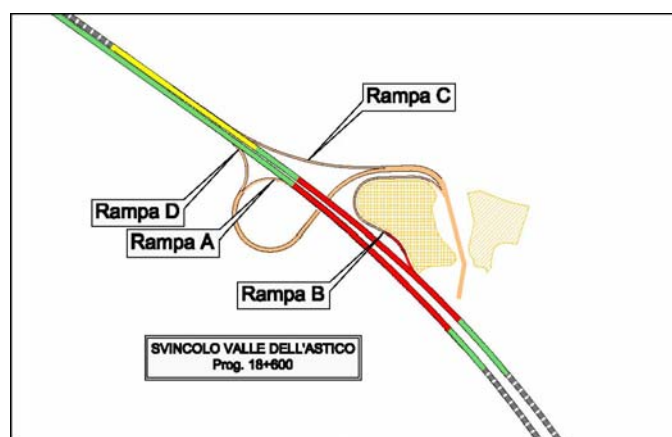 Rampa C
Rampa D
Rampa A
Rampa B
SVINCOLO VALLE DELL'ASTICO
Prog. 18+600